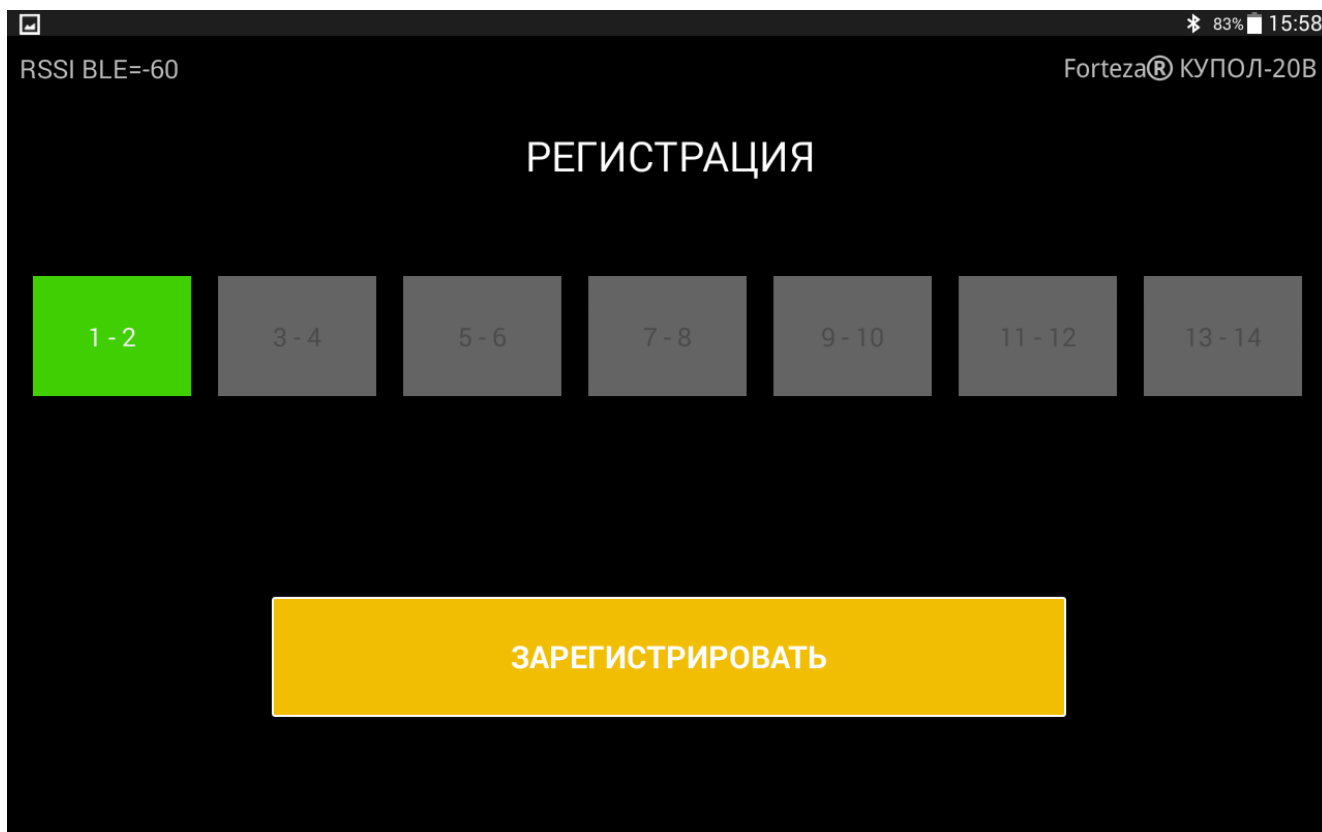 83% 15:58
RSSI BLE=-60 Forteza® КУПОЛ-20В
РЕГИСТРАЦИЯ
1 - 2 3 - 4 5 - 6 7 - 8 9 - 10 11 - 12 13 - 14
ЗАРЕГИСТРИРОВАТЬ